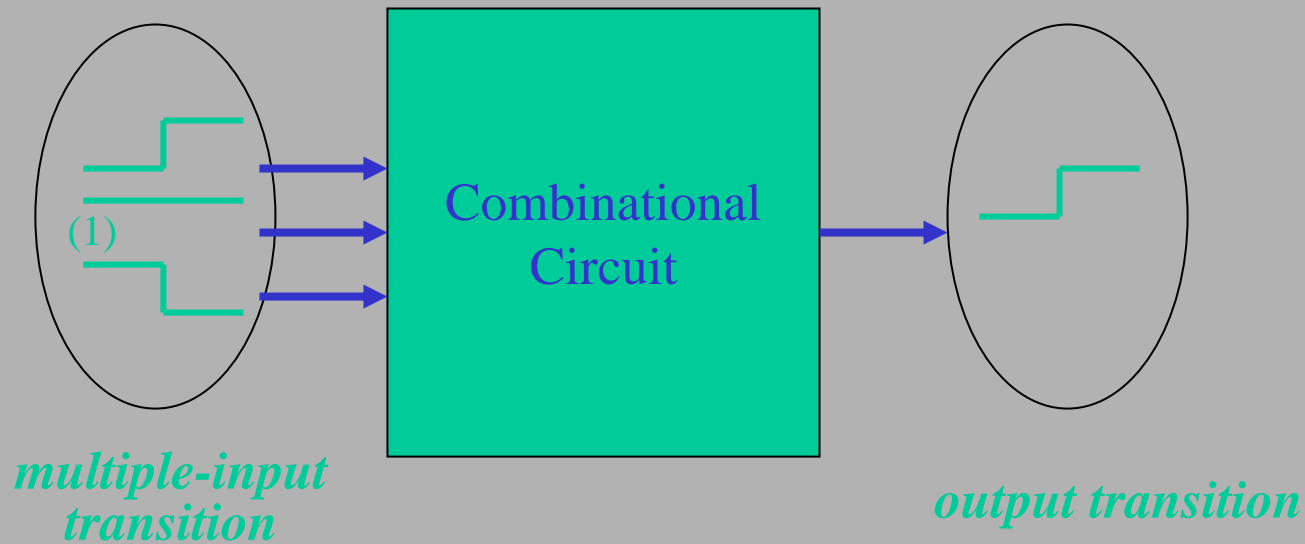 (1)
Combinational
Circuit
multiple-input
transition
output transition